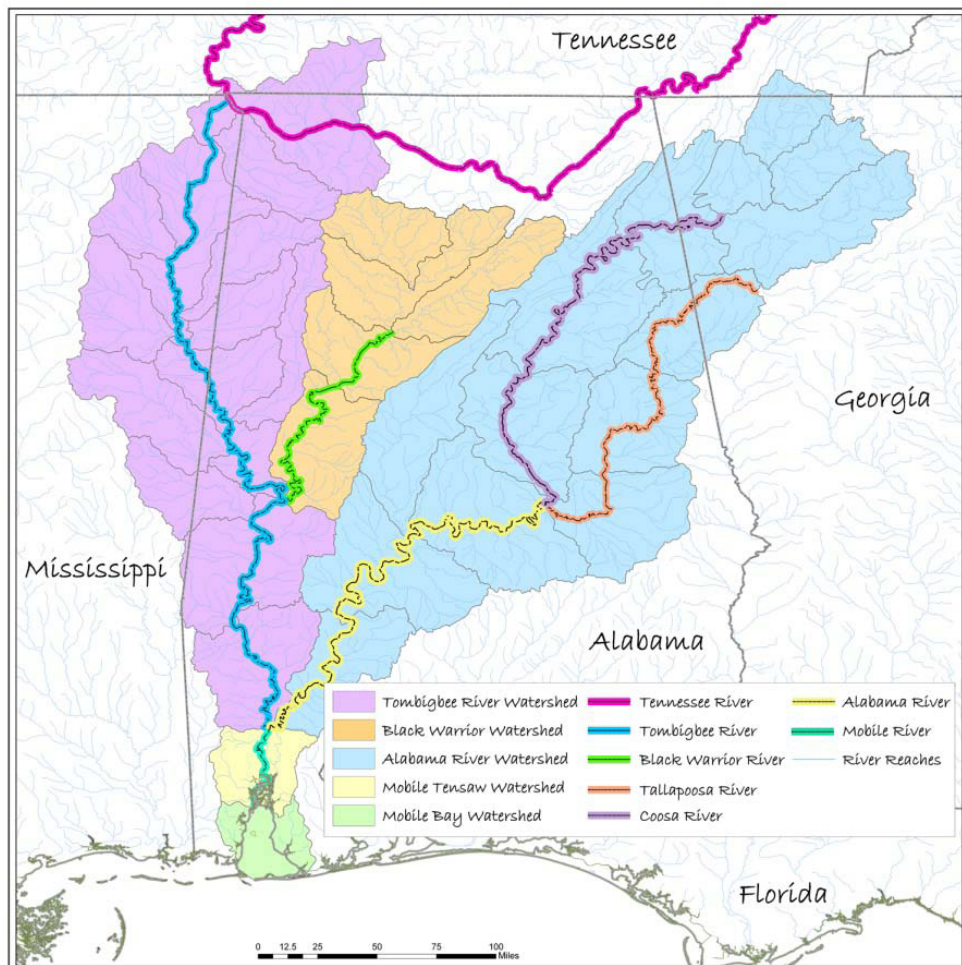 Tennessee
Georgia
Mississippi
Alabama
Tombigbee River Watershed
Black Warrior Watershed
Alabama River Watershed
Mobile Tensaw Watershed
Mobile Bay Watershed
Tennessee River
Tombigbee River
Black Warrior River
Tallapoosa River
Coosa River
Alabama River
Mobile River
River Reaches
Florida
0 12.5 25 50 75 100
Miles